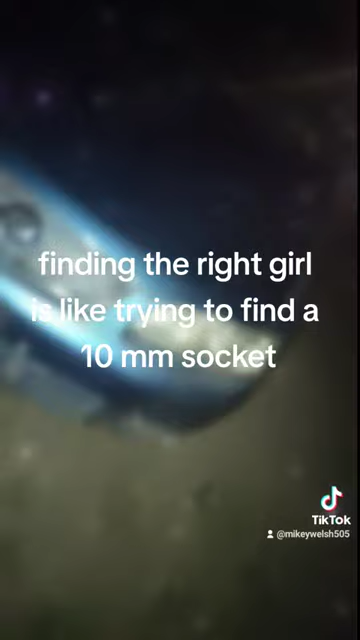 finding the right girl
is like trying to find a
10 mm socket
TikTok
@mikeywelsh505